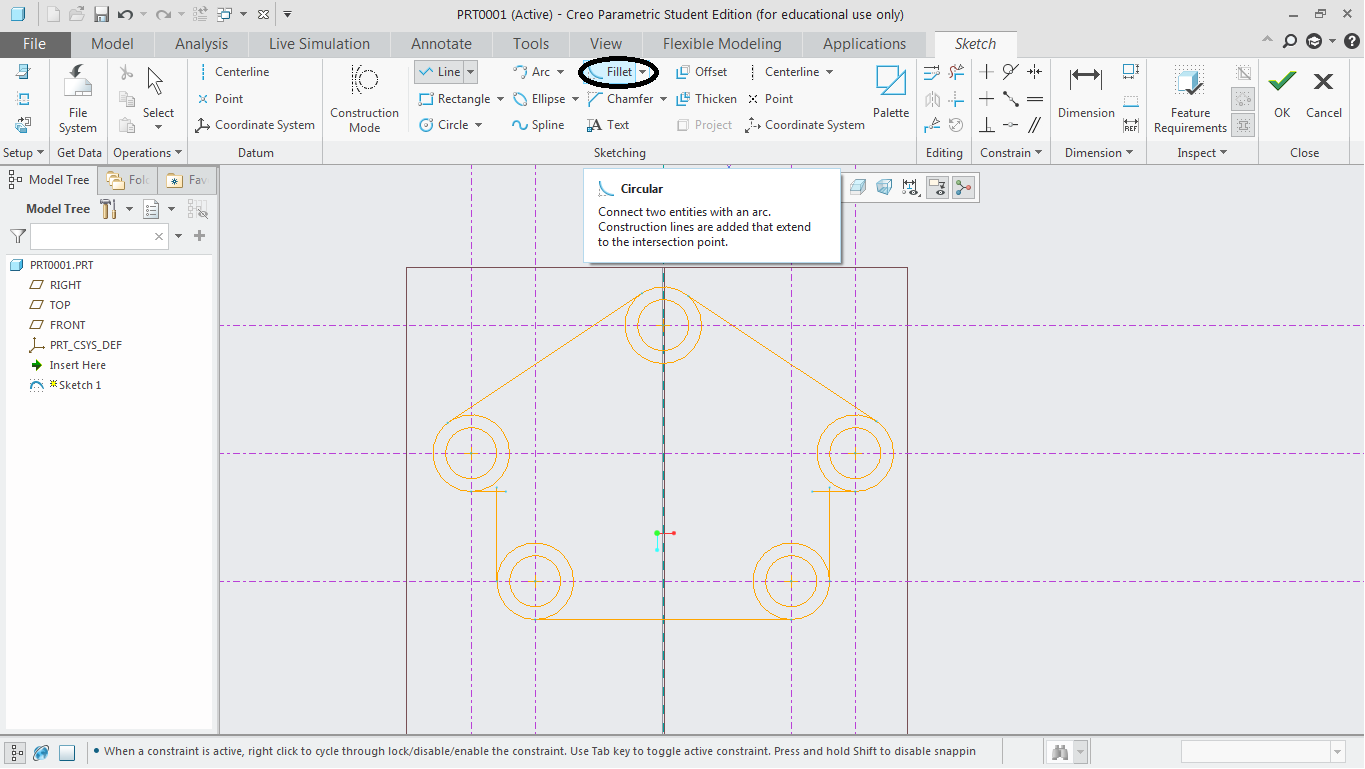 PRT0001 (Active) - Creo Parametric Student Edition (for educational use only)
File Model Analysis Live Simulation Annotate Tools View Flexible Modeling Applications Sketch
Centerline Line Arc Fillet Offset Centerline
Point Rectangle Ellipse Chamfer Thicken Point
Coordinate System Circle Spline Text Project Coordinate System
File System Select Construction Mode Palette Dimension REF Feature Requirements OK Cancel
Setup Get Data Operations Datum Sketching Editing Constrain Dimension Inspect Close
Model Tree Fol Fav
Model Tree
PRT0001.PRT
RIGHT
TOP
FRONT
PRT_CSYS_DEF
Insert Here
Sketch 1
Circular
Connect two entities with an arc.
Construction lines are added that extend
to the intersection point.
When a constraint is active, right click to cycle through lock/disable/enable the constraint. Use Tab key to toggle active constraint. Press and hold Shift to disable snappin